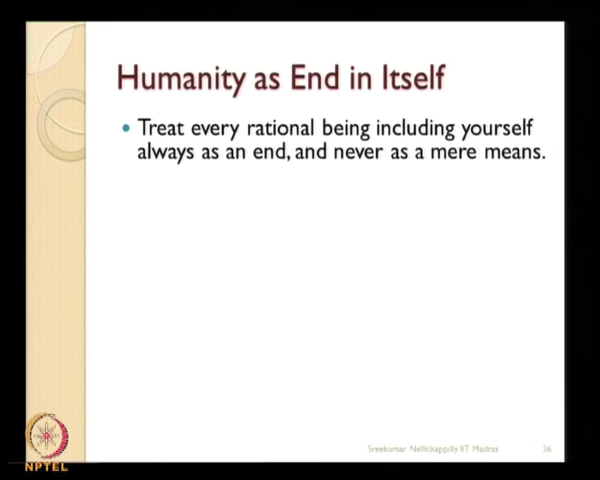 Humanity as End in Itself
• Treat every rational being including yourself
always as an end, and never as a mere means.
Sreekumar Nellickappilly IIT Madras
36
NPTEL